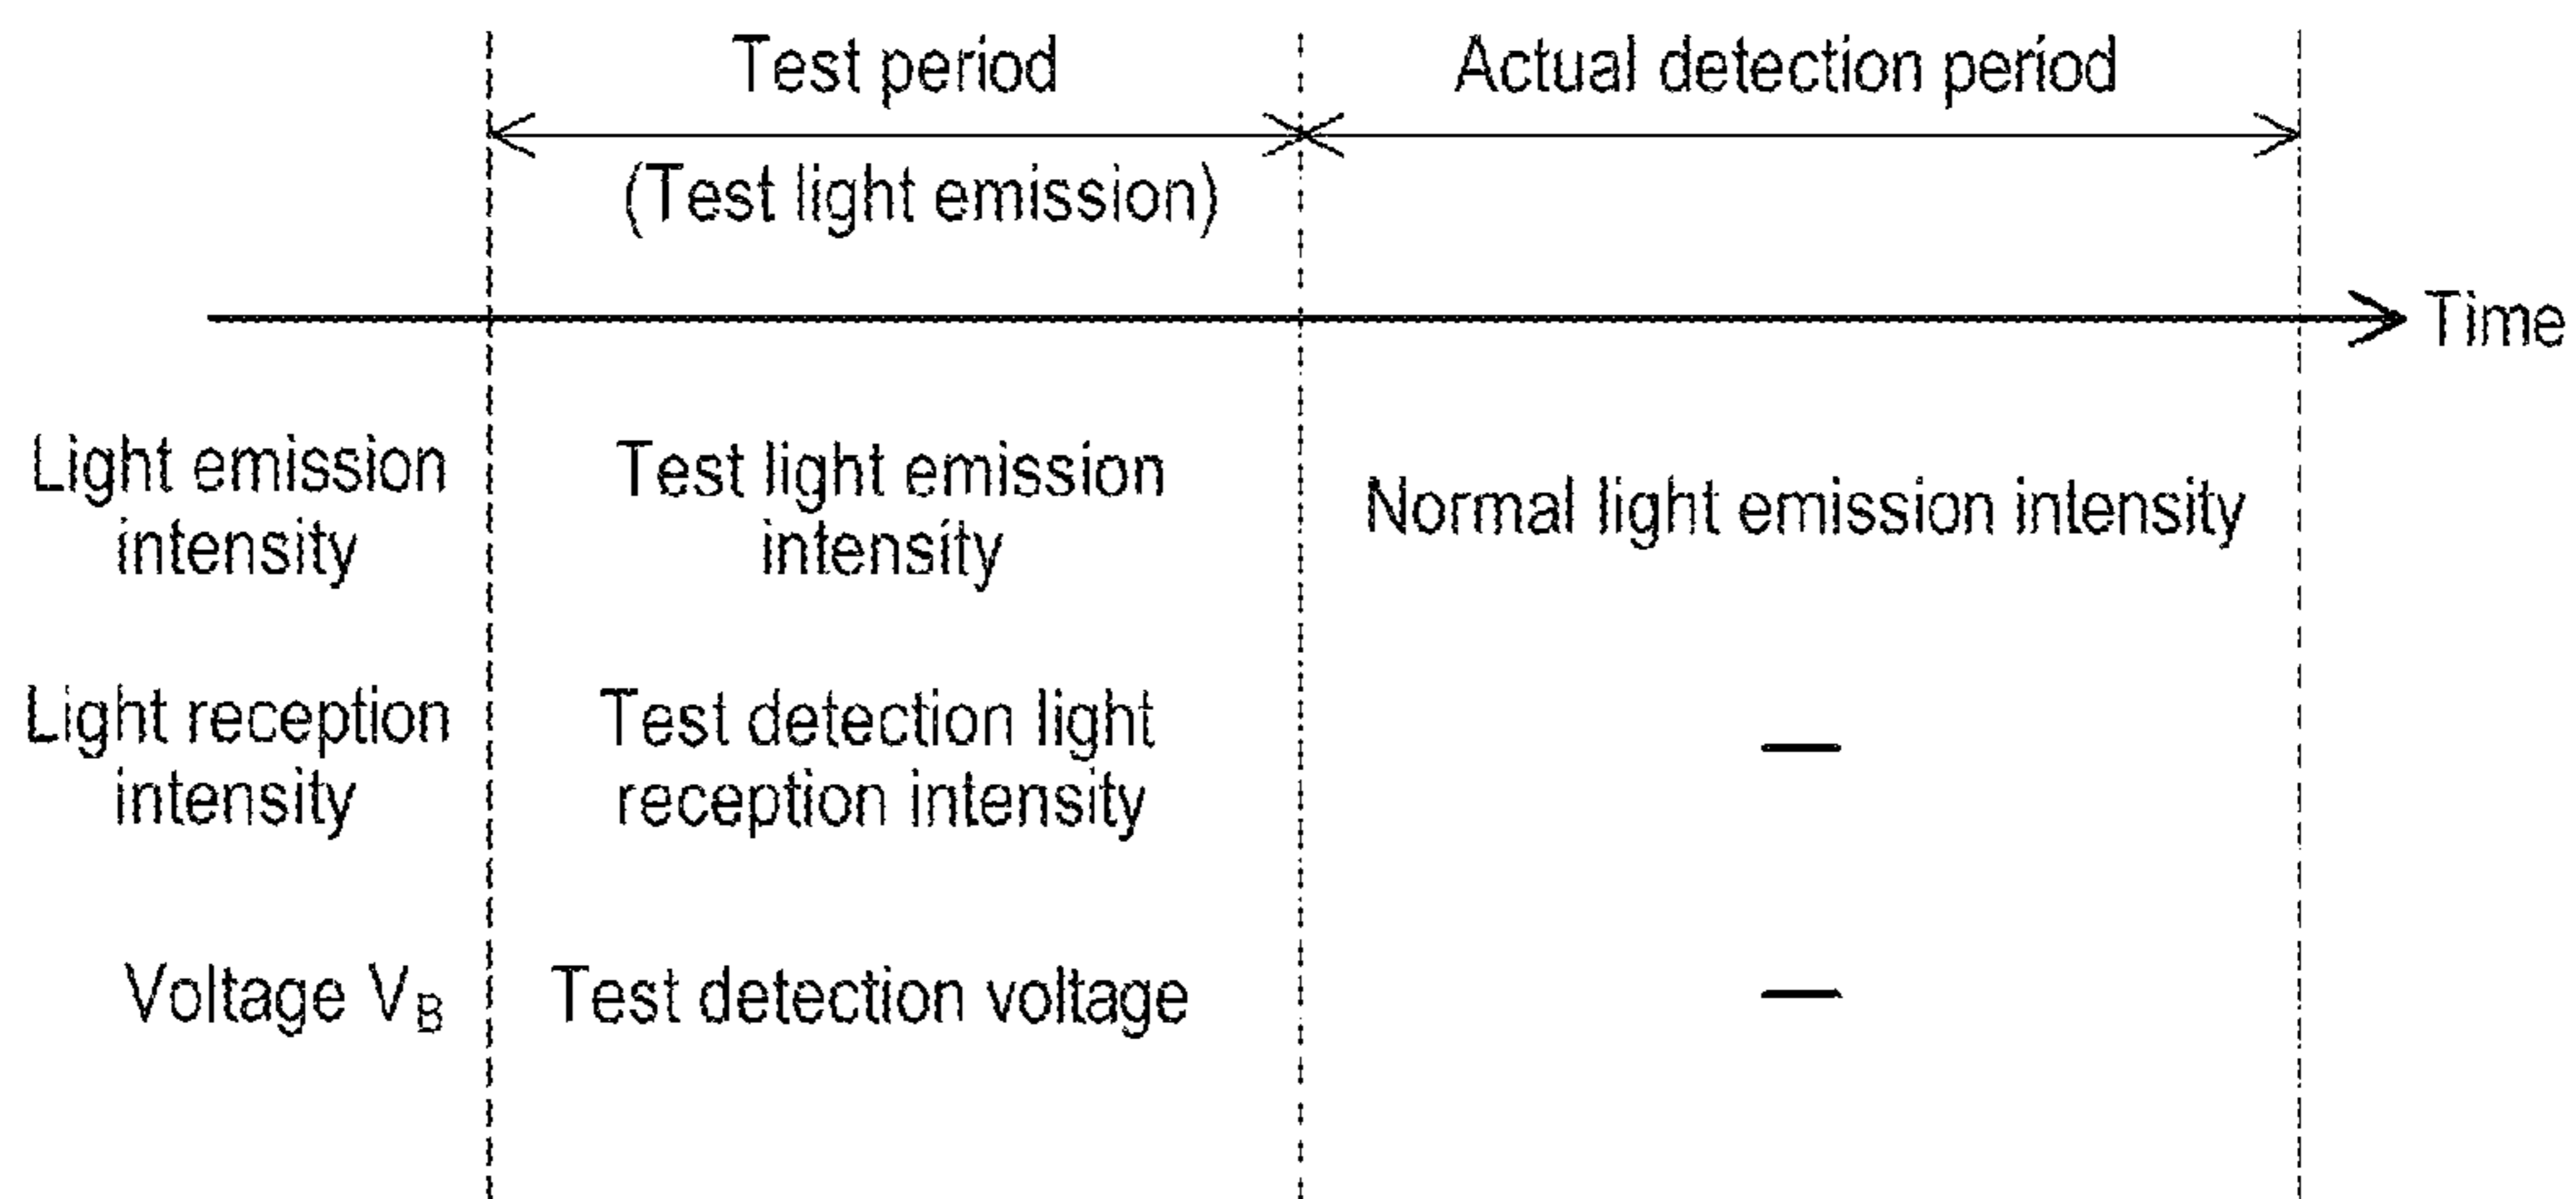 Test period
Actual detection period
(Test light emission)
Time
Light emission
intensity
Test light emission
intensity
Normal light emission intensity
Light reception
intensity
Test detection light
reception intensity
—
Voltage VB
Test detection voltage
—